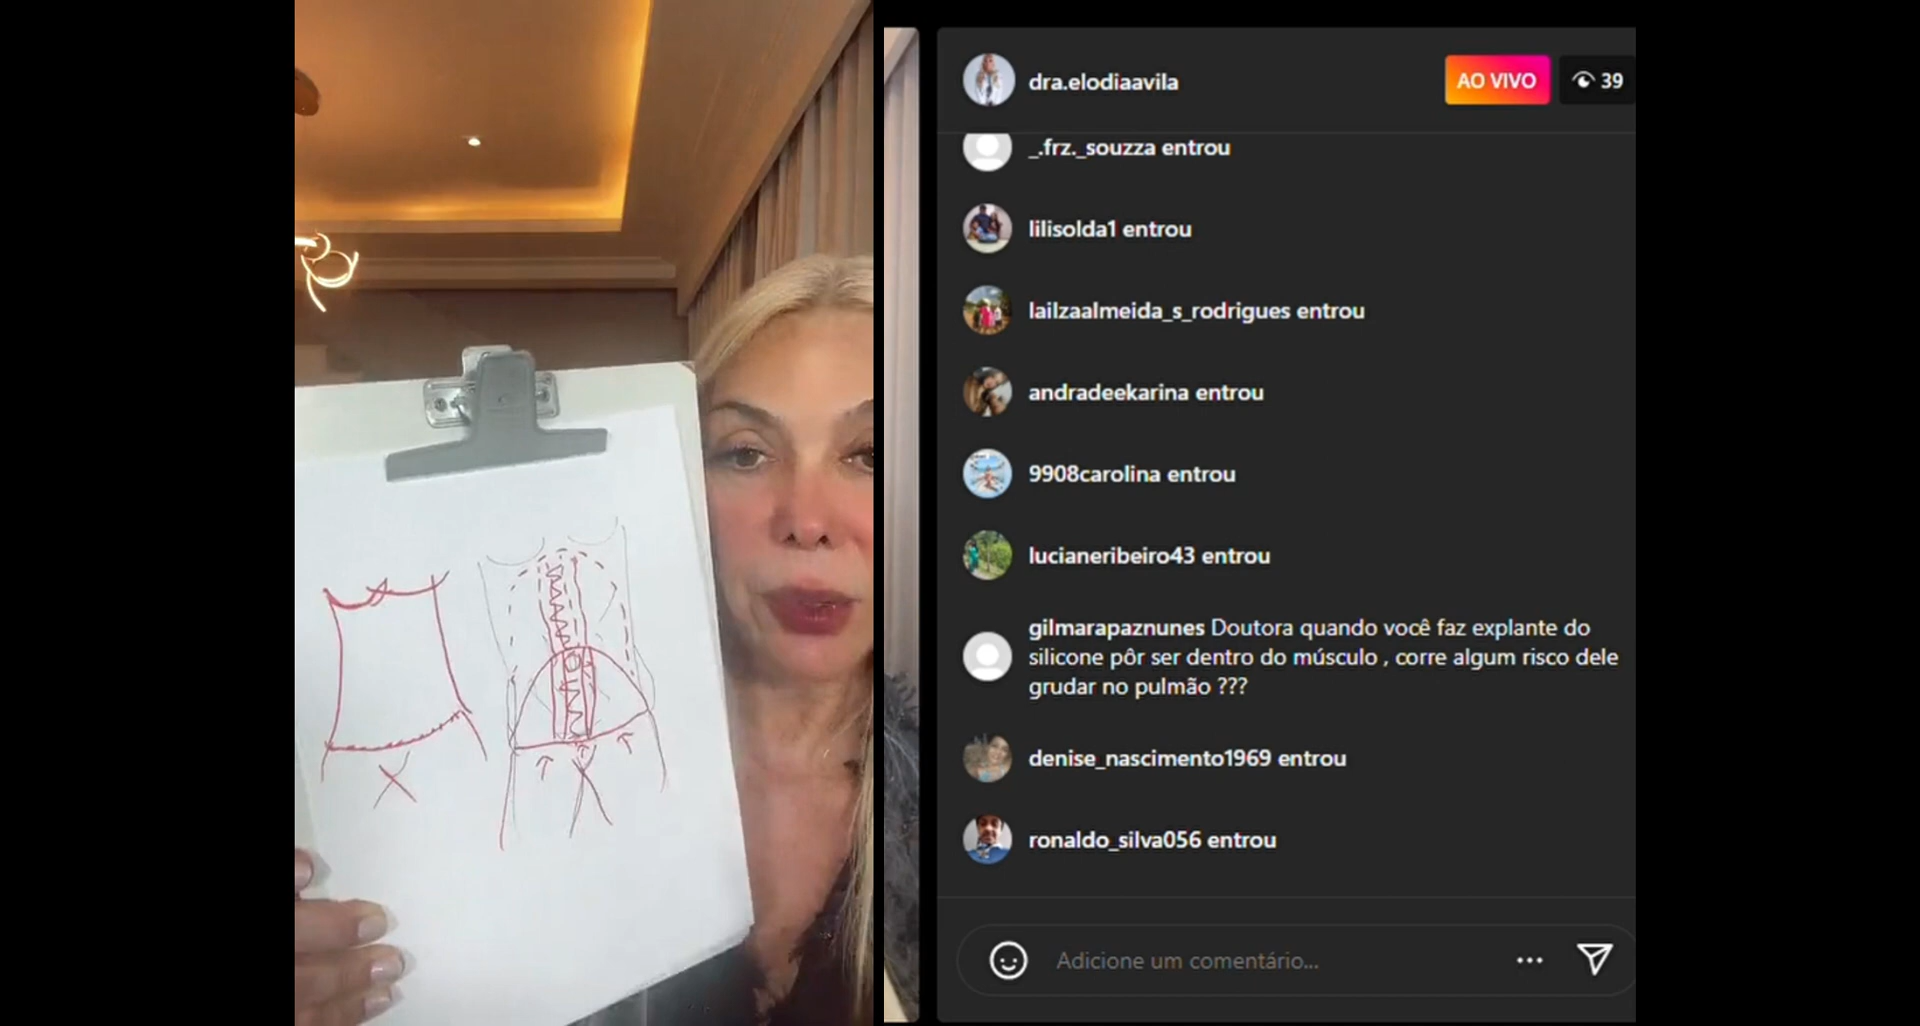 dra.elodiaavila
AO VIVO
39
_.frz._souzza entrou
lilisolda1 entrou
lailzaalmeida_s_rodrigues entrou
andradeekarina entrou
9908carolina entrou
lucianeribeiro43 entrou
gilmarapaznunes Doutora quando você faz explante do
silicone pôr ser dentro do músculo , corre algum risco dele
grudar no pulmão ???
denise_nascimento1969 entrou
ronaldo_silva056 entrou
Adicione um comentário...